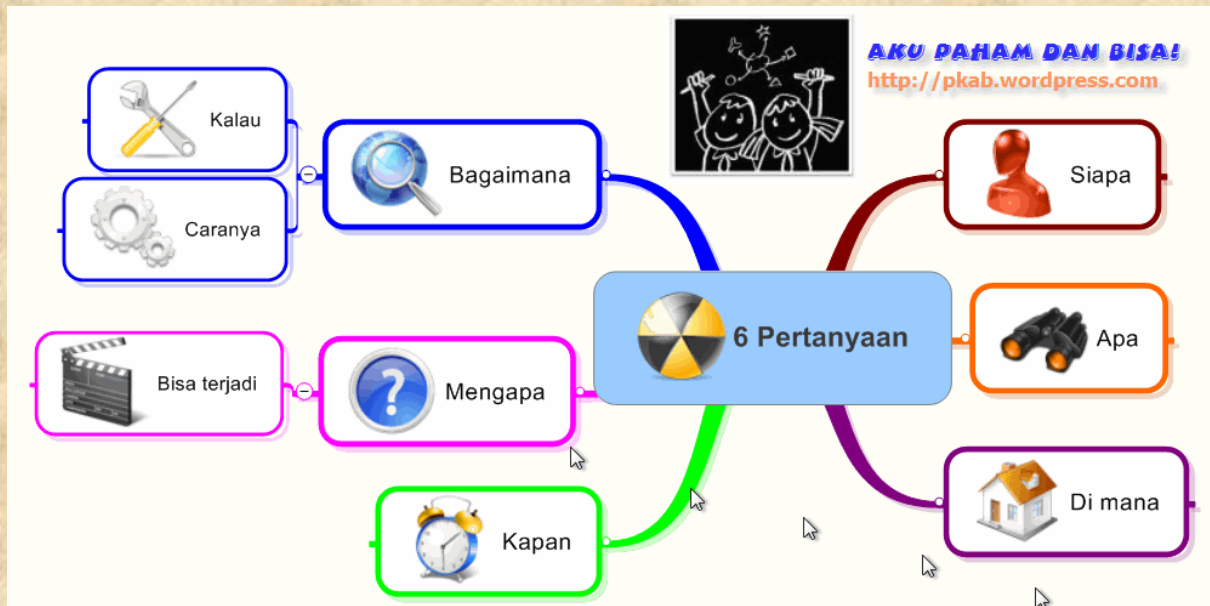 AKU PAHAM DAN BISA!
http://pkab.wordpress.com
6 Pertanyaan
Siapa
Apa
Di mana
Kapan
Mengapa
Bisa terjadi
Bagaimana
Kalau
Caranya